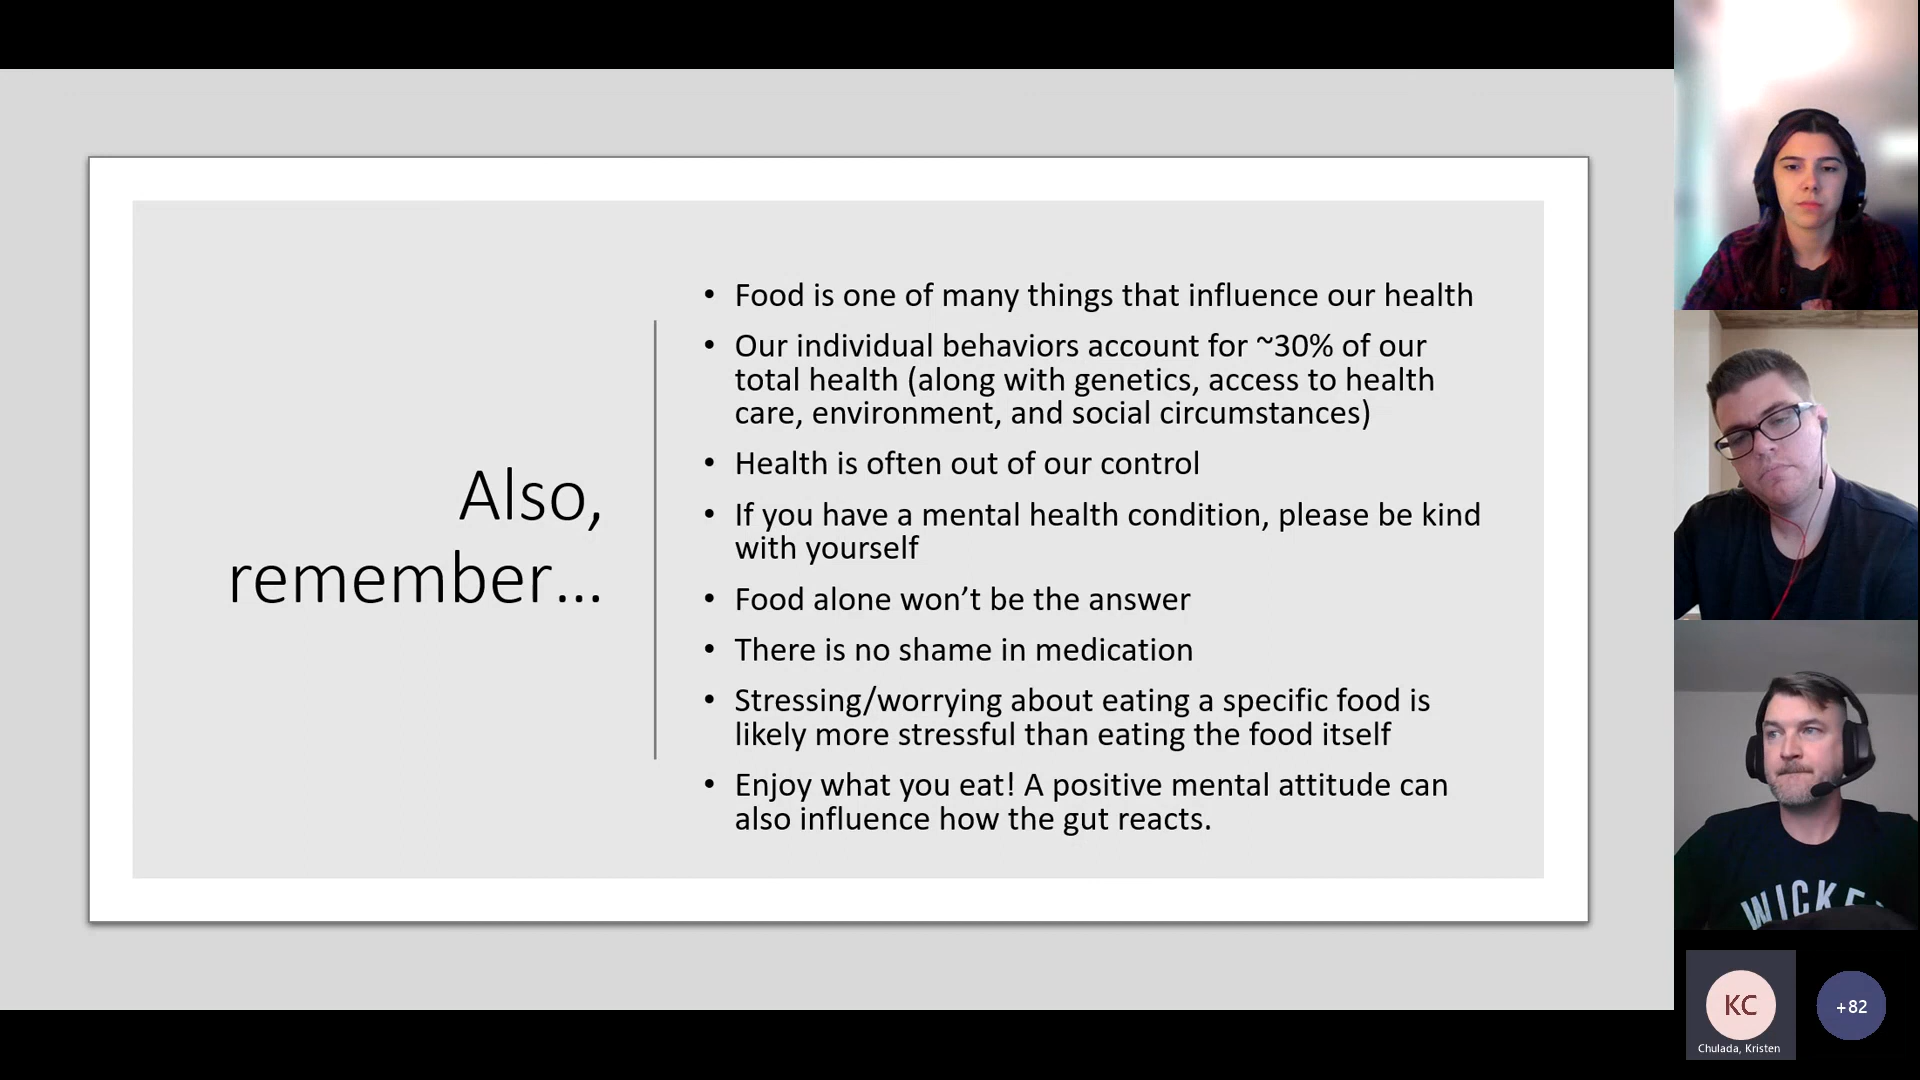 Also,
remember...
• Food is one of many things that influence our health
• Our individual behaviors account for ~30% of our
total health (along with genetics, access to health
care, environment, and social circumstances)
• Health is often out of our control
• If you have a mental health condition, please be kind
with yourself
• Food alone won’t be the answer
• There is no shame in medication
• Stressing/worrying about eating a specific food is
likely more stressful than eating the food itself
• Enjoy what you eat! A positive mental attitude can
also influence how the gut reacts.
KC
Chulada, Kristen
+82